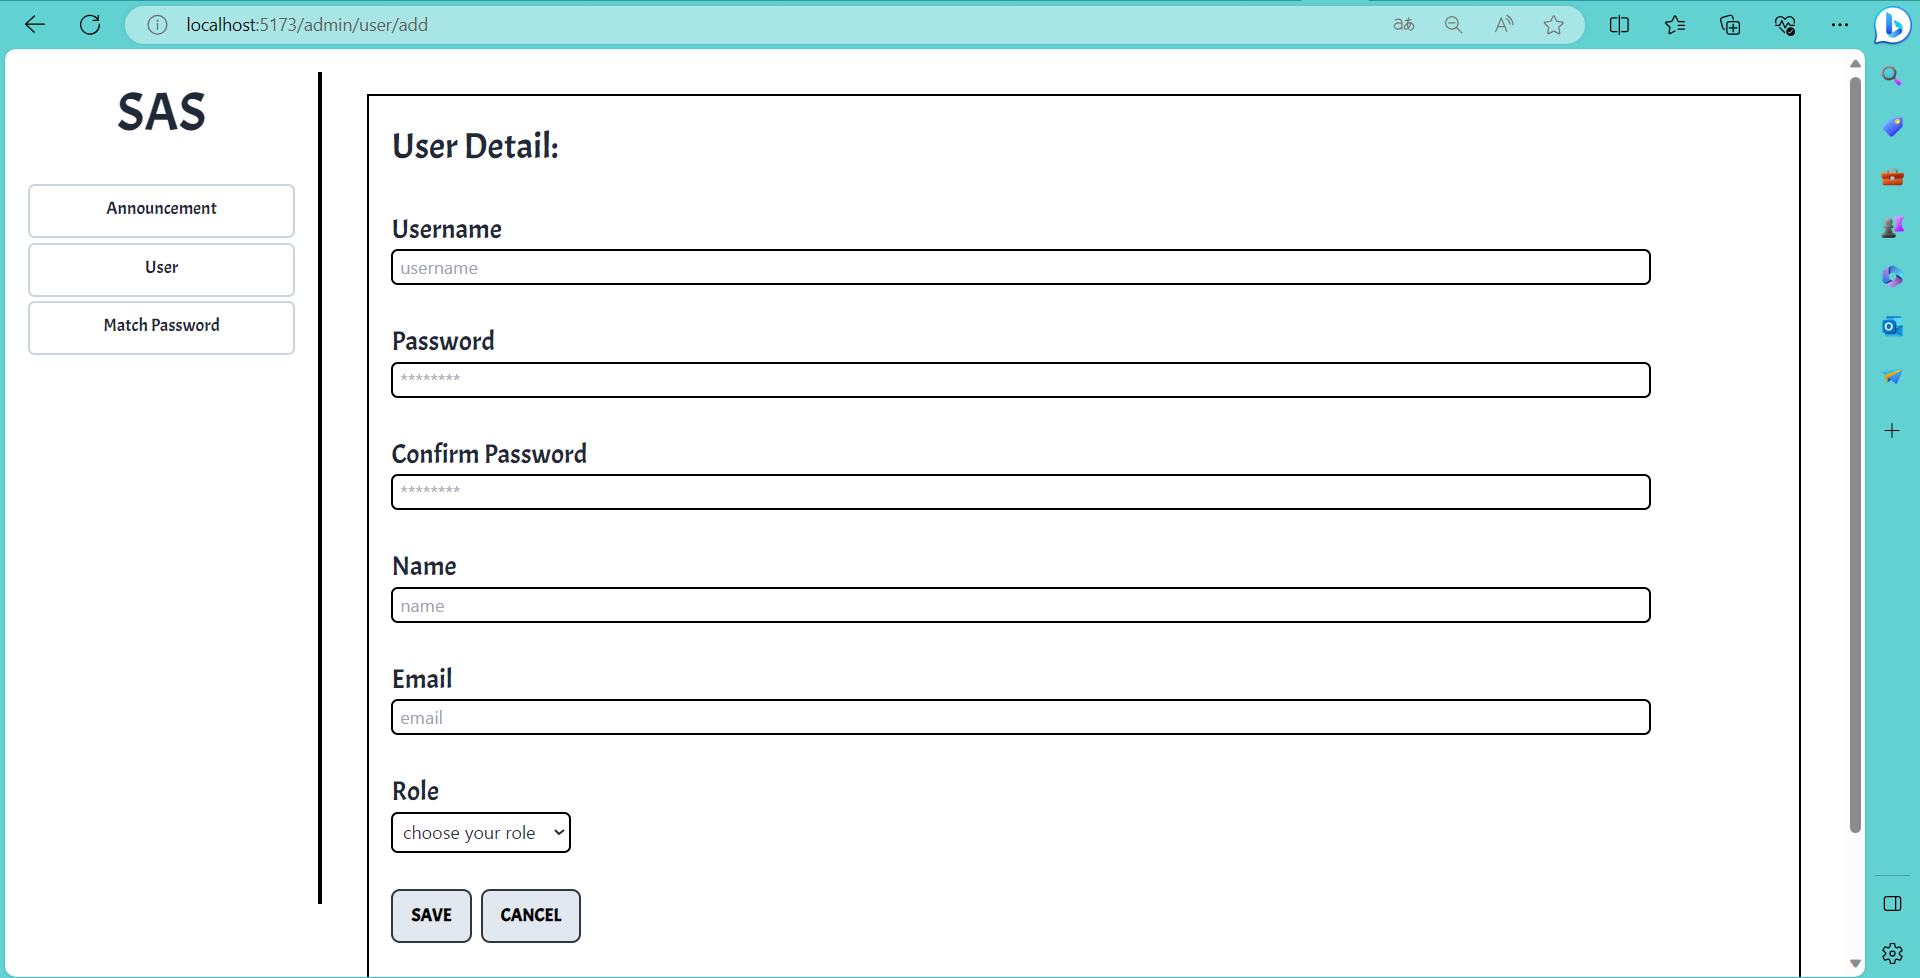 localhost:5173/admin/user/add
SAS
Announcement
User
Match Password
User Detail:
Username
username
Password
********
Confirm Password
********
Name
name
Email
email
Role
choose your role
SAVE
CANCEL